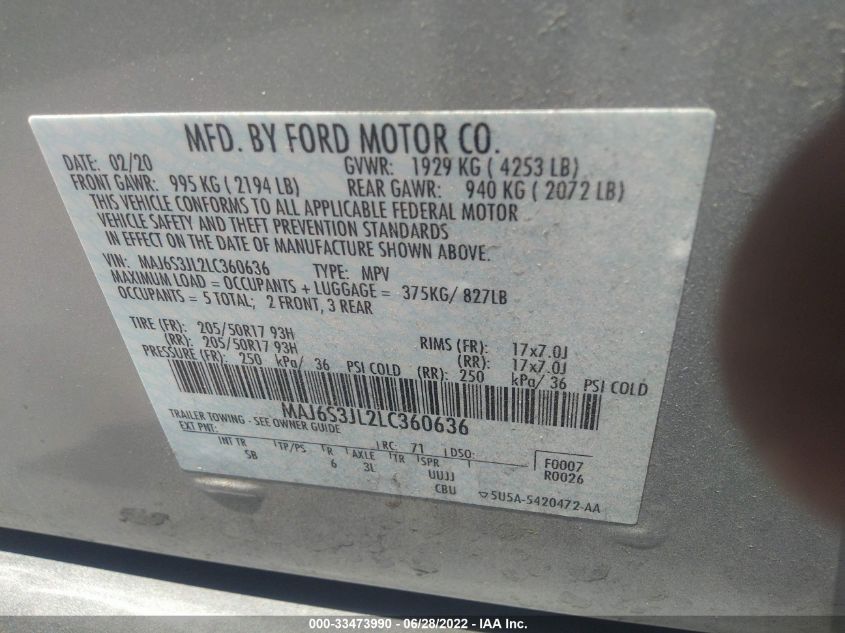 MFD. BY FORD MOTOR CO.
DATE: 02/20 GVWR: 1929 KG ( 4253 LB)
FRONT GAWR: 995 KG ( 2194 LB) REAR GAWR: 940 KG ( 2072 LB)
THIS VEHICLE CONFORMS TO ALL APPLICABLE FEDERAL MOTOR
VEHICLE SAFETY AND THEFT PREVENTION STANDARDS
IN EFFECT ON THE DATE OF MANUFACTURE SHOWN ABOVE.
VIN: MAJ6S3JL2LC360636 TYPE: MPV
MAXIMUM LOAD = OCCUPANTS + LUGGAGE = 375KG/ 827LB
OCCUPANTS = 5 TOTAL; 2 FRONT, 3 REAR
TIRE (FR): 205/50R17 93H RIMS (FR): 17x7.0J
(RR): 205/50R17 93H (RR): 17x7.0J
PRESSURE (FR): 250 kPa/ 36 PSI COLD (RR): 250 kPa/ 36 PSI COLD
MAJ6S3JL2LC360636
TRAILER TOWING - SEE OWNER GUIDE
EXT PNT: RC: 71 DSO:
INT TR TP/PS R AXLE TR SPR F0007
SB 6 3L UUJJ R0026
CBU 5U5A-5420472-AA
000-33473990 - 06/28/2022 - IAA Inc.